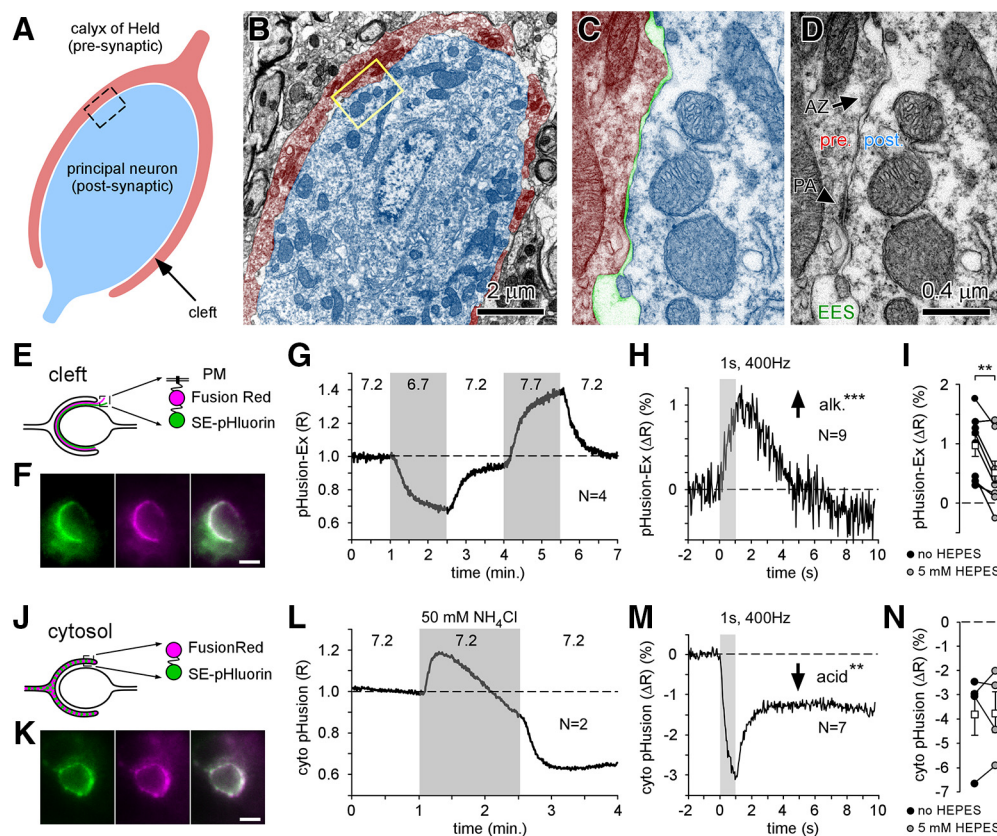 A
calyx of Held
(pre-synaptic)
principal neuron
(post-synaptic)
cleft
B
2 µm
C
D
AZ
pre.
post.
PA
EES
0.4 µm
E
cleft
PM
Fusion Red
SE-pHluorin
F
G
7.2 6.7 7.2 7.7 7.2
pHusion-Ex (R)
1.4
1.2
1.0
0.8
0.6
N=4
0 1 2 3 4 5 6 7
time (min.)
H
1s, 400Hz
pHusion-Ex (ΔR) (%)
1
0
alk.***
N=9
-2 0 2 4 6 8 10
time (s)
I
**
pHusion-Ex (ΔR) (%)
2
1.5
1
0.5
0
-0.5
no HEPES
5 mM HEPES
J
cytosol
FusionRed
SE-pHluorin
K
L
50 mM NH4Cl
7.2 7.2 7.2
cyto pHusion (R)
1.2
1.0
0.8
0.6
N=2
0 1 2 3 4
time (min.)
M
1s, 400Hz
cyto pHusion (ΔR) (%)
0
-1
-2
-3
acid**
N=7
-2 0 2 4 6 8 10
time (s)
N
cyto pHusion (ΔR) (%)
0
-1
-2
-3
-4
-5
-6
-7
no HEPES
5 mM HEPES